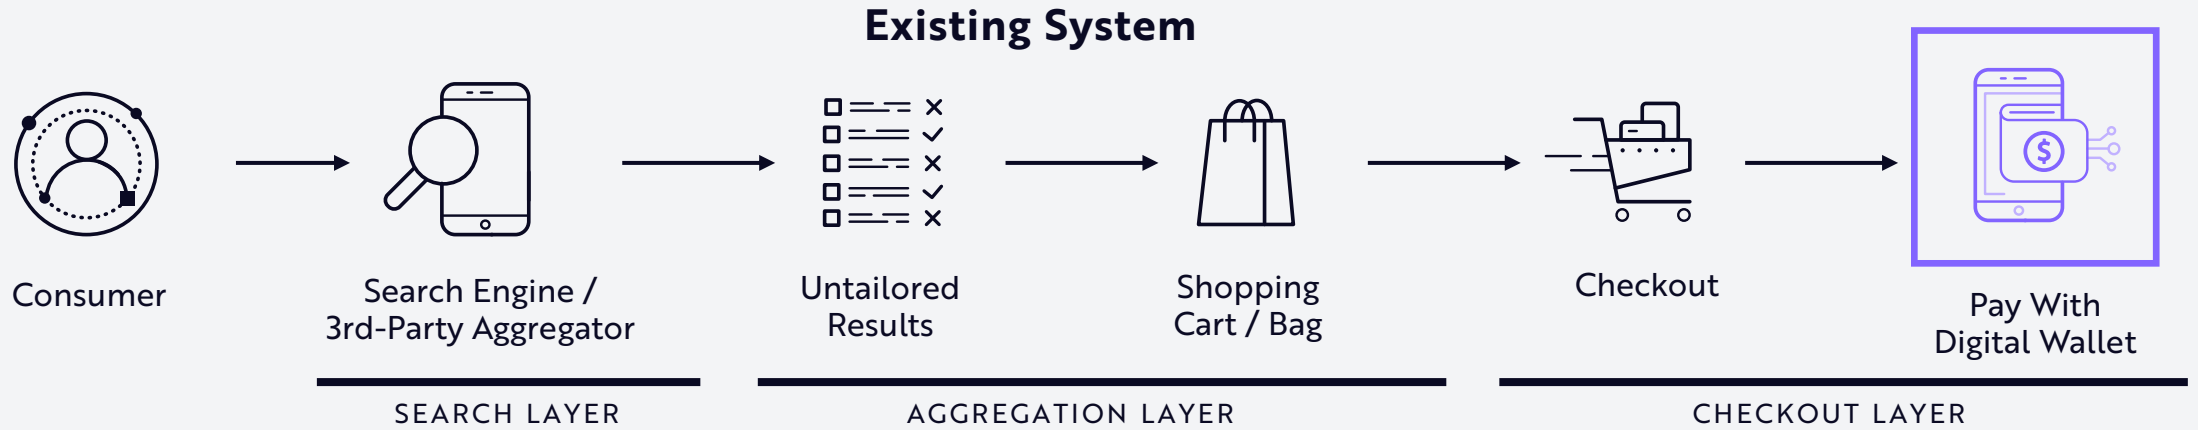 Existing System
Consumer
Search Engine /
3rd-Party Aggregator
Untailored
Results
Shopping
Cart / Bag
Checkout
$
Pay With
Digital Wallet
SEARCH LAYER
AGGREGATION LAYER
CHECKOUT LAYER